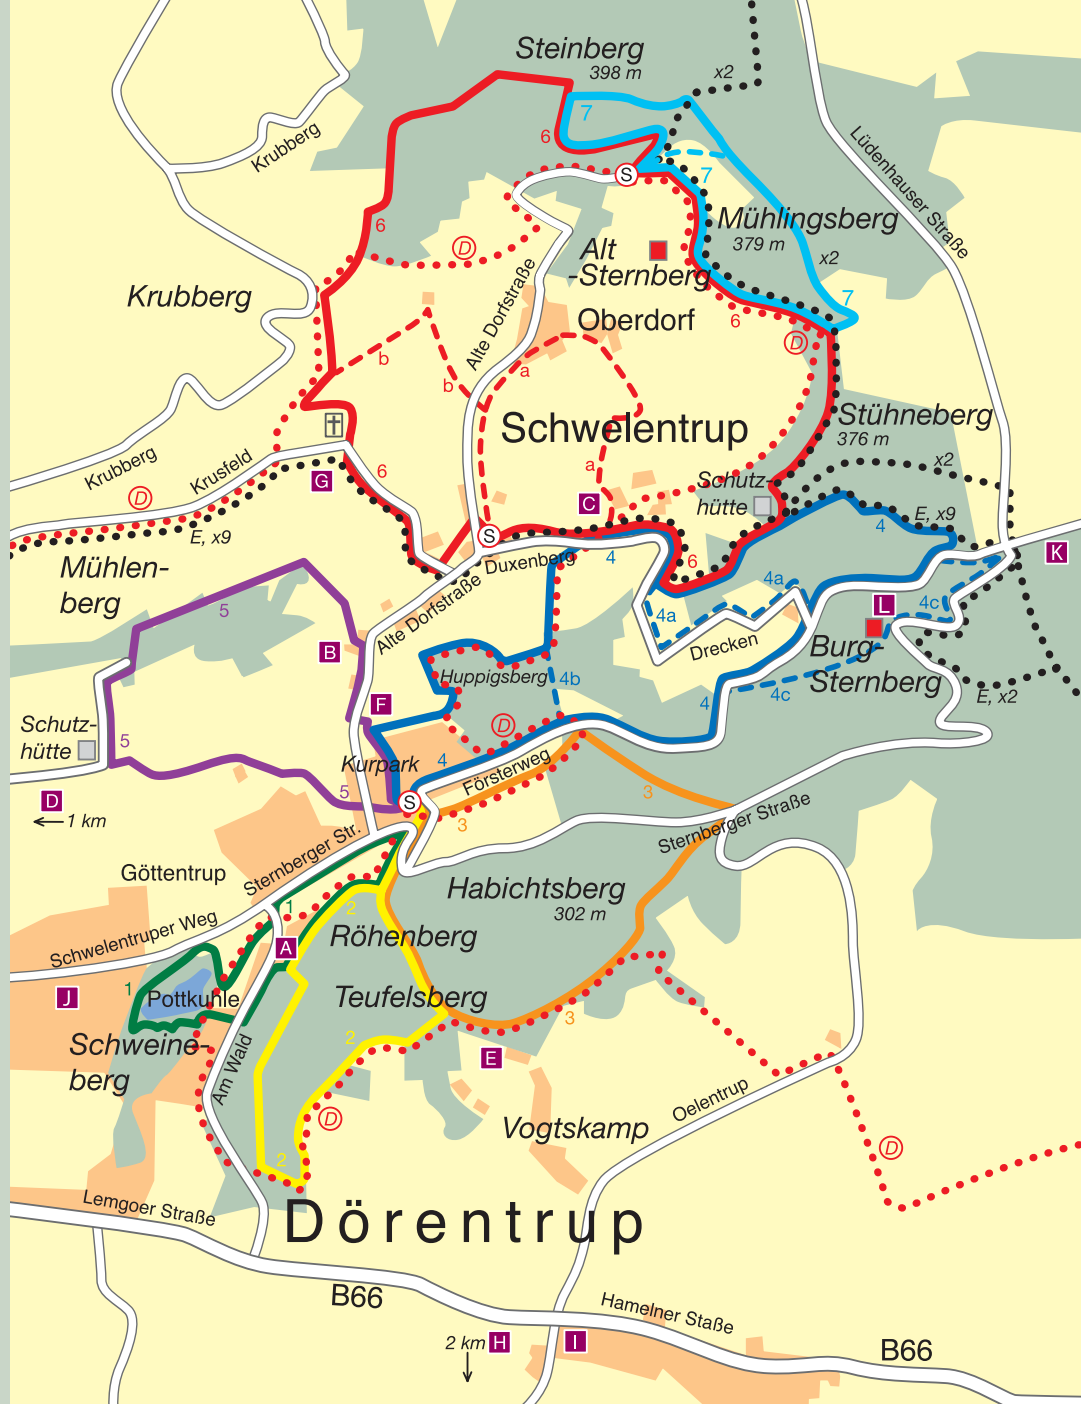 Steinberg
398 m
x2
7
6
Krubberg
S
7
Lüdenhauser Straße
Mühlingsberg
379 m
6
D
Alt
-Sternberg
x2
Krubberg
Alte Dorfstraße
7
Oberdorf
6
D
b
b
a
Schwelentrup
Stühneberg
376 m
Krubberg
Krusfeld
G
6
a
Schutz-
hütte
x2
D
C
E, x9
4
E, x9
S
Duxenberg
4
6
K
Mühlen-
berg
5
Alte Dorfstraße
4a
4a
L
4c
B
Drecken
Burg-
Sternberg
Huppigsberg
4b
4c
E, x2
F
4
Schutz-
hütte
5
D
Kurpark
4
Försterweg
D
1 km
5
S
3
3
Sternberger Straße
Sternberger Str.
Göttentrup
Habichtsberg
302 m
1
2
Schwelentruper Weg
A
Röhenberg
J
1
Pottkuhle
Teufelsberg
3
Schweine-
berg
2
E
Am Wald
D
Vogtskamp
Oelentrup
D
2
Lemgoer Straße
Dörentrup
B66
Hamelner Staße
2 km
H
I
B66